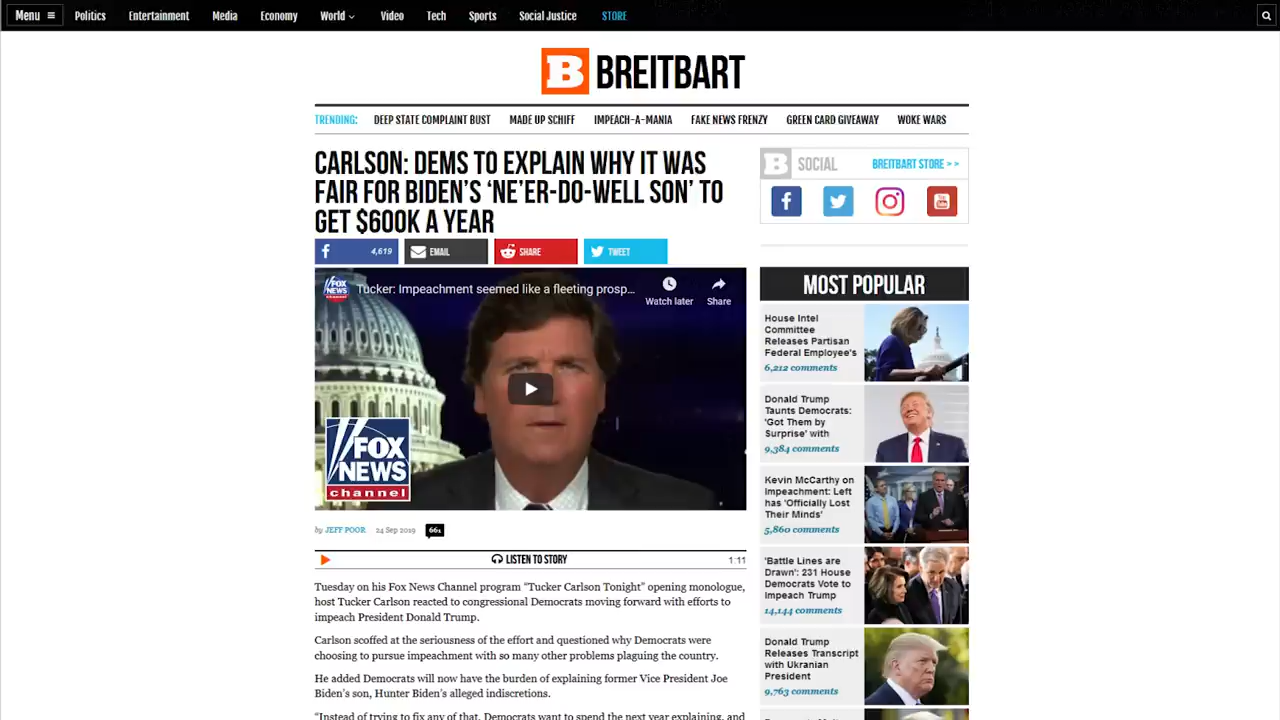 Menu
Politics
Entertainment
Media
Economy
World
Video
Tech
Sports
Social Justice
STORE
B BREITBART
TRENDING: DEEP STATE COMPLAINT BUST MADE UP SCHIFF IMPEACH-A-MANIA FAKE NEWS FRENZY GREEN CARD GIVEAWAY WOKE WARS
CARLSON: DEMS TO EXPLAIN WHY IT WAS
FAIR FOR BIDEN'S ‘NE'ER-DO-WELL SON’ TO
GET $600K A YEAR
4,619
EMAIL
SHARE
TWEET
FOX
NEWS
channel
Tucker: Impeachment seemed like a fleeting prosp...
Watch later
Share
FOX
NEWS
channel
by JEFF POOR 24 Sep 2019 661
LISTEN TO STORY 1:11
Tuesday on his Fox News Channel program “Tucker Carlson Tonight” opening monologue,
host Tucker Carlson reacted to congressional Democrats moving forward with efforts to
impeach President Donald Trump.
Carlson scoffed at the seriousness of the effort and questioned why Democrats were
choosing to pursue impeachment with so many other problems plaguing the country.
He added Democrats will now have the burden of explaining former Vice President Joe
Biden’s son, Hunter Biden’s alleged indiscretions.
“Instead of trying to fix any of that, Democrats want to spend the next year explaining, and
B SOCIAL
BREITBART STORE > >
You
Tube
MOST POPULAR
House Intel
Committee
Releases Partisan
Federal Employee's
6,212 comments
Donald Trump
Taunts Democrats:
'Got Them by
Surprise' with
9,384 comments
Kevin McCarthy on
Impeachment: Left
has 'Officially Lost
Their Minds'
5,860 comments
'Battle Lines are
Drawn': 231 House
Democrats Vote to
Impeach Trump
14,144 comments
Donald Trump
Releases Transcript
with Ukranian
President
9,763 comments